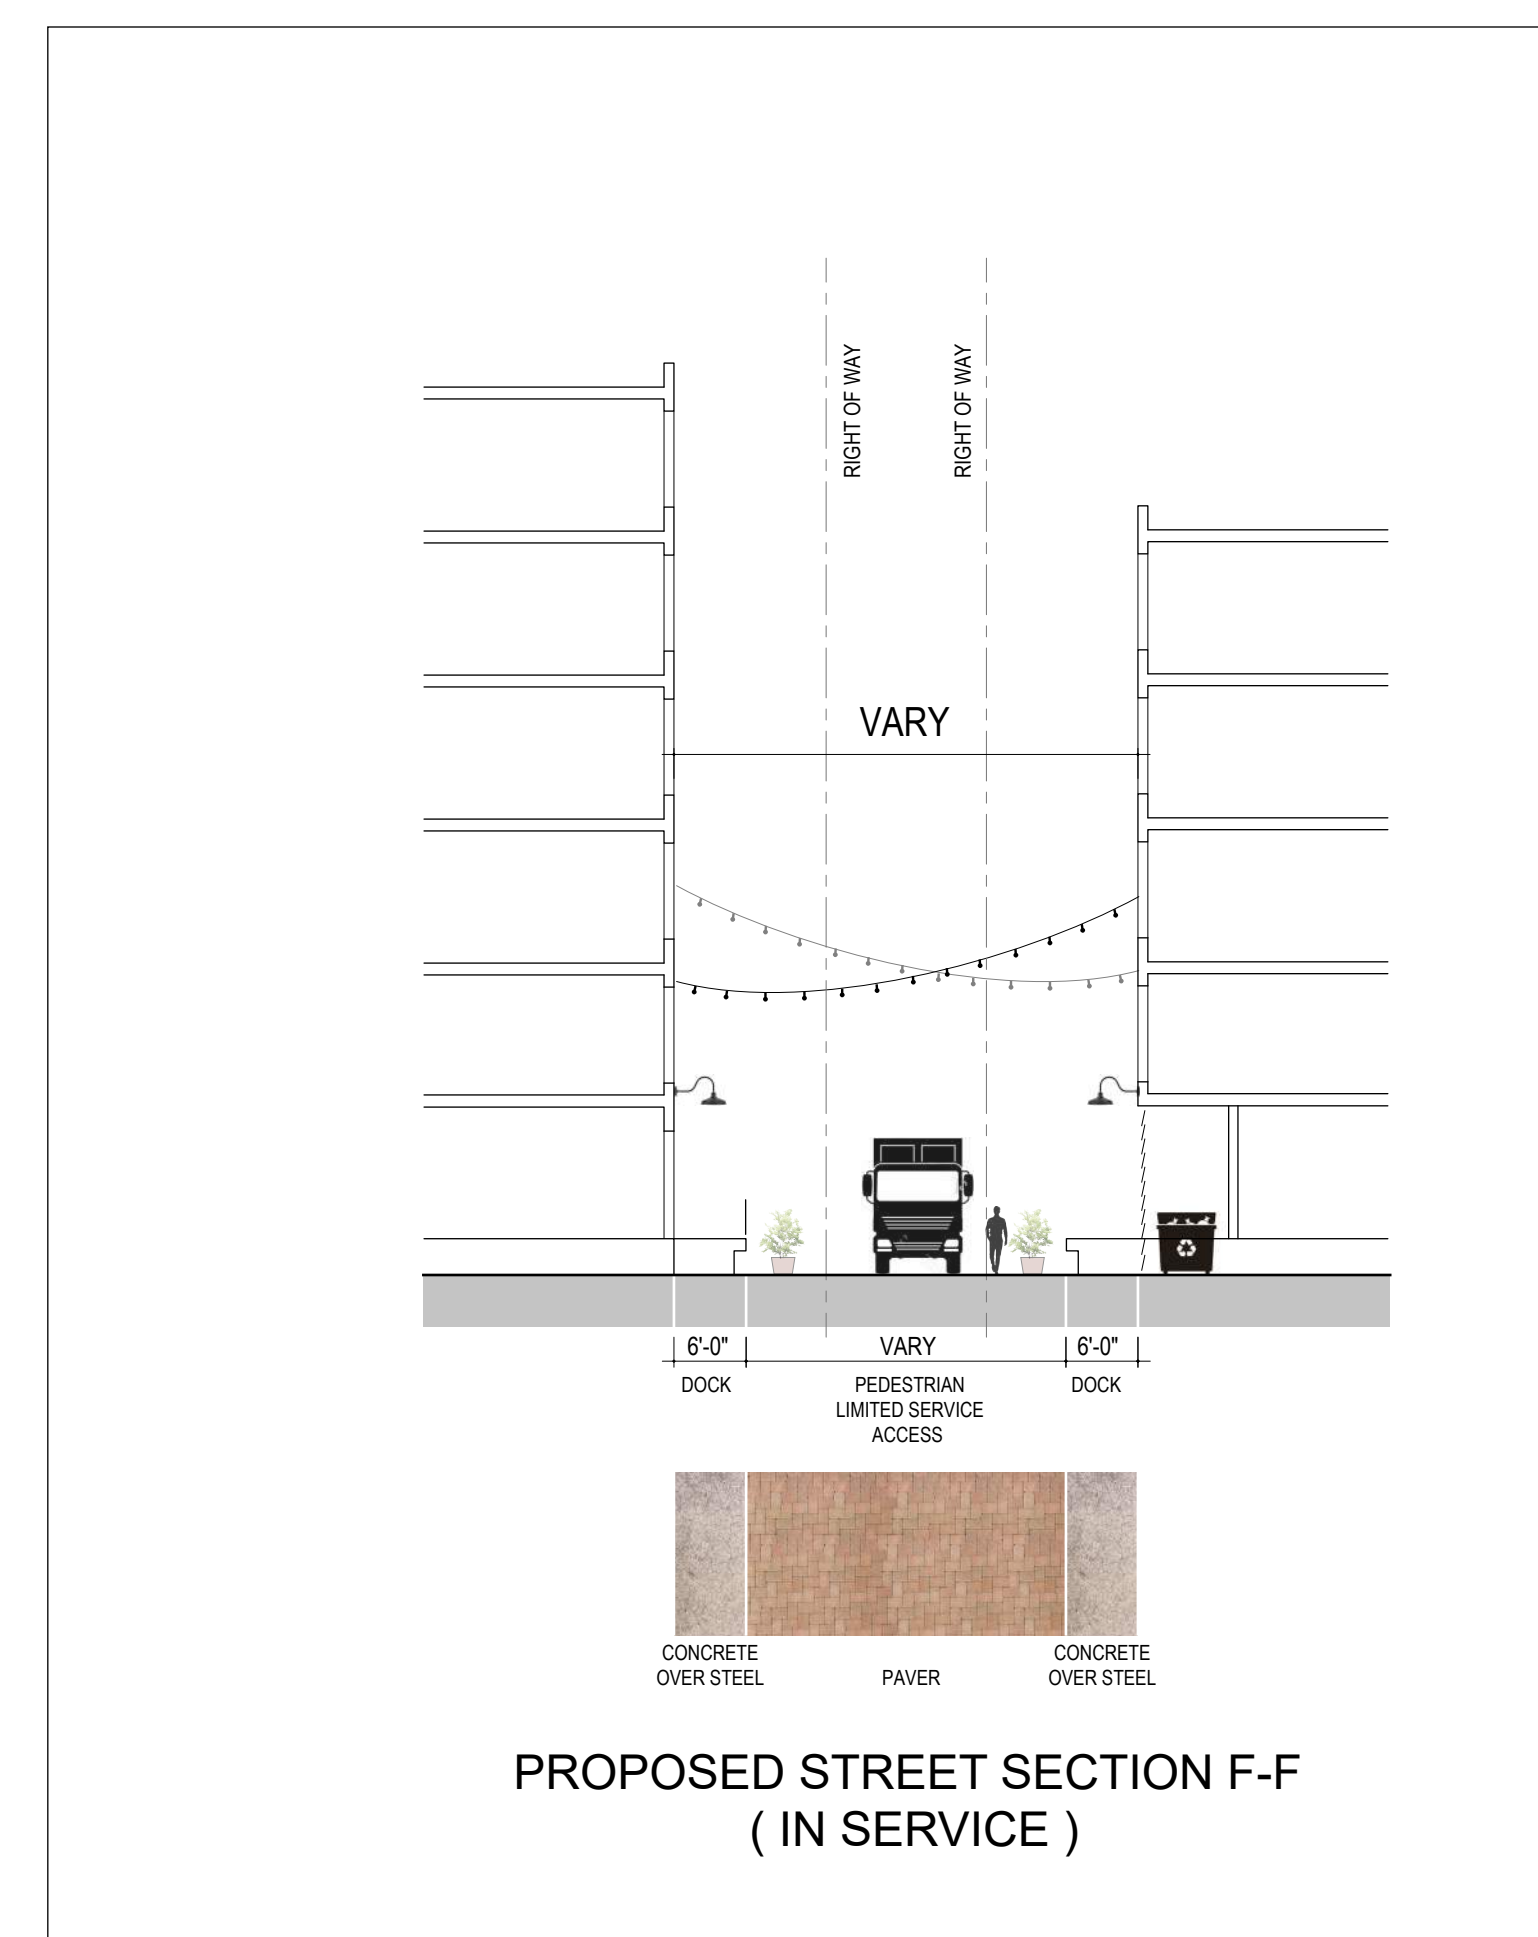 RIGHT OF WAY
RIGHT OF WAY
VARY
6'-0"
VARY
6'-0"
DOCK
PEDESTRIAN
LIMITED SERVICE
ACCESS
DOCK
CONCRETE
OVER STEEL
PAVER
CONCRETE
OVER STEEL
PROPOSED STREET SECTION F-F
( IN SERVICE )